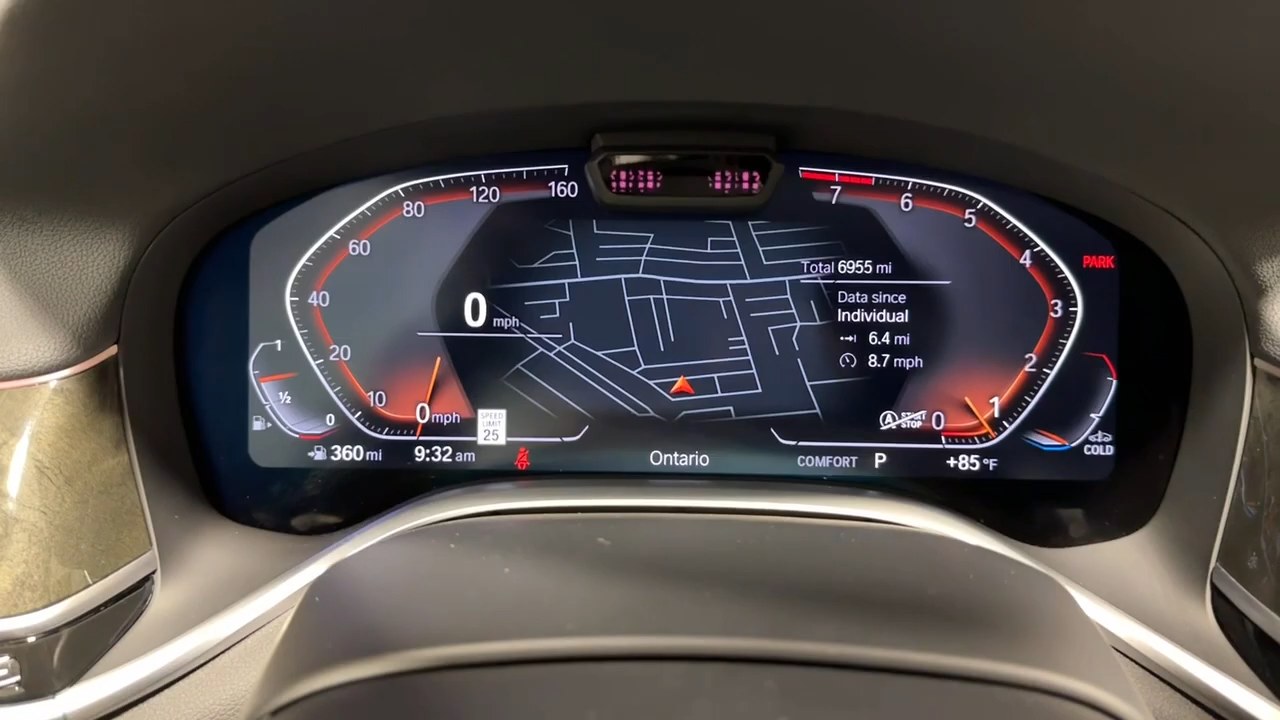 120
160
80
60
40
20
10
0 mph
0 mph
7
6
5
4
3
2
1
0
PARK
Total 6955 mi
Data since
Individual
6.4 mi
8.7 mph
1
½
0
SPEED
LIMIT
25
START
STOP
COLD
360 mi
9:32 am
Ontario
COMFORT
P
+85 °F